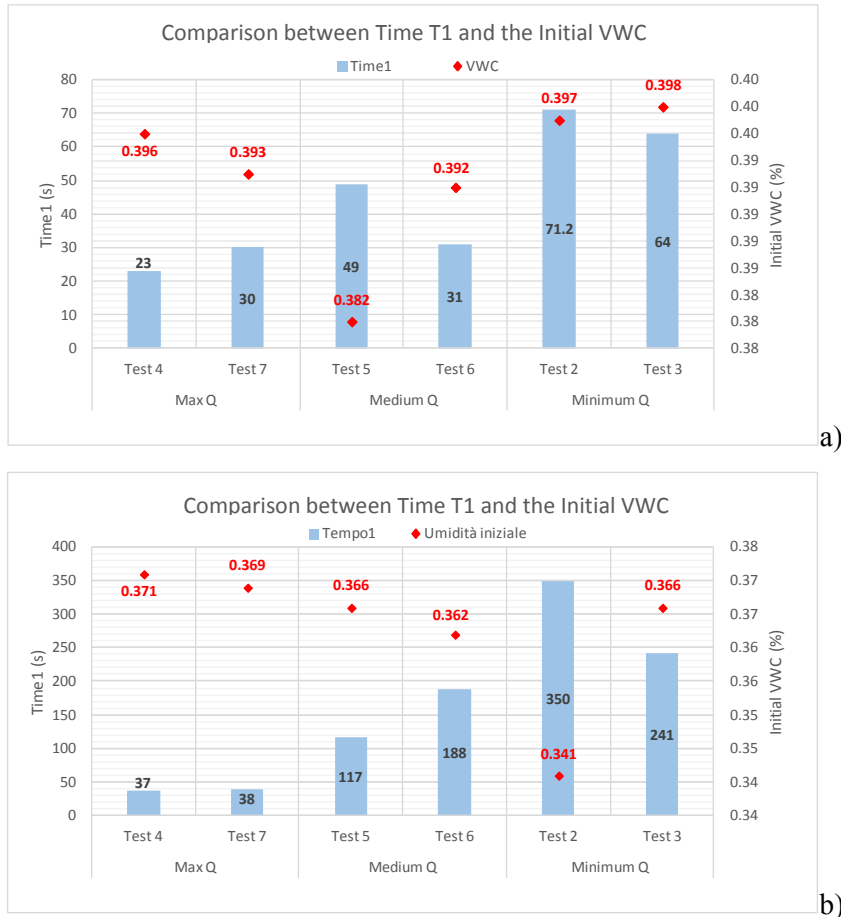 Comparison between Time T1 and the Initial VWC
Time1 VWC
80 0.40
70 0.40
60 0.40
50 0.39
40 0.39
30 0.39
20 0.39
10 0.38
0 0.38
0.38
0.38
Time1 (s)
Initial VWC (%)
0.396 0.393 0.382 0.392 0.397 0.398
23 30 49 31 71.2 64
Test 4 Test 7 Test 5 Test 6 Test 2 Test 3
Max Q Medium Q Minimum Q
a)
Comparison between Time T1 and the Initial VWC
Tempo1 Umidità iniziale
400 0.38
350 0.37
300 0.37
250 0.36
200 0.36
150 0.35
100 0.35
50 0.34
0 0.34
Time1 (s)
Initial VWC (%)
0.371 0.369 0.366 0.362 0.341 0.366
37 38 117 188 350 241
Test 4 Test 7 Test 5 Test 6 Test 2 Test 3
Max Q Medium Q Minimum Q
b)